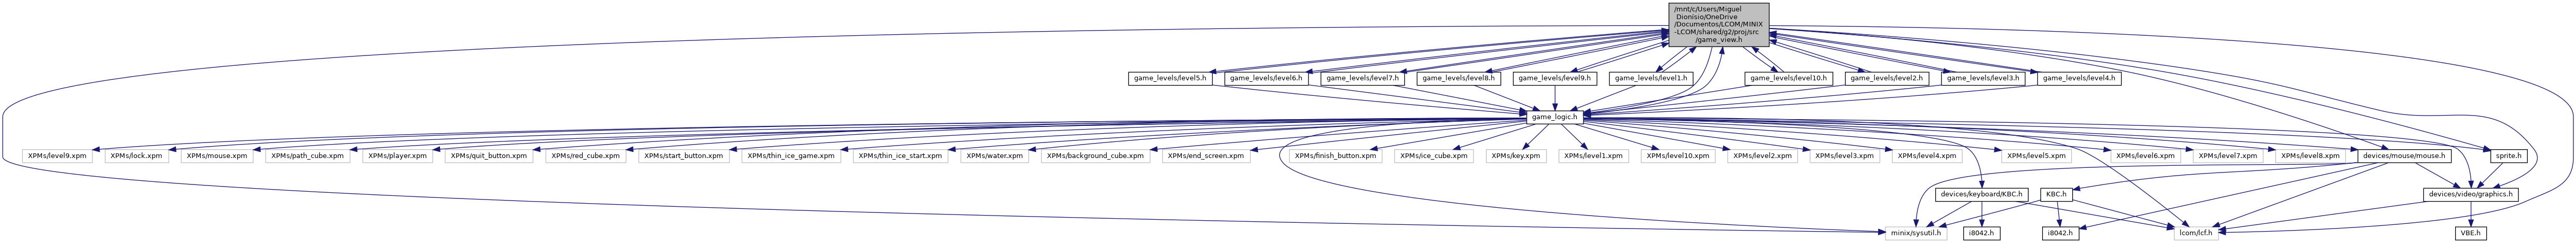 /mnt/c/Users/Miguel
Dionísio/OneDrive
/Documentos/LCOM/MINIX
-LCOM/shared/g2/proj/src
/game_view.h
game_levels/level5.h
game_levels/level6.h
game_levels/level7.h
game_levels/level8.h
game_levels/level9.h
game_levels/level1.h
game_levels/level10.h
game_levels/level2.h
game_levels/level3.h
game_levels/level4.h
game_logic.h
XPMs/level9.xpm
XPMs/lock.xpm
XPMs/mouse.xpm
XPMs/path_cube.xpm
XPMs/player.xpm
XPMs/quit_button.xpm
XPMs/red_cube.xpm
XPMs/start_button.xpm
XPMs/thin_ice_game.xpm
XPMs/thin_ice_start.xpm
XPMs/water.xpm
XPMs/background_cube.xpm
XPMs/end_screen.xpm
XPMs/finish_button.xpm
XPMs/ice_cube.xpm
XPMs/key.xpm
XPMs/level1.xpm
XPMs/level10.xpm
XPMs/level2.xpm
XPMs/level3.xpm
XPMs/level4.xpm
XPMs/level5.xpm
XPMs/level6.xpm
XPMs/level7.xpm
XPMs/level8.xpm
devices/mouse/mouse.h
sprite.h
devices/keyboard/KBC.h
KBC.h
devices/video/graphics.h
minix/sysutil.h
i8042.h
i8042.h
lcom/lcf.h
VBE.h